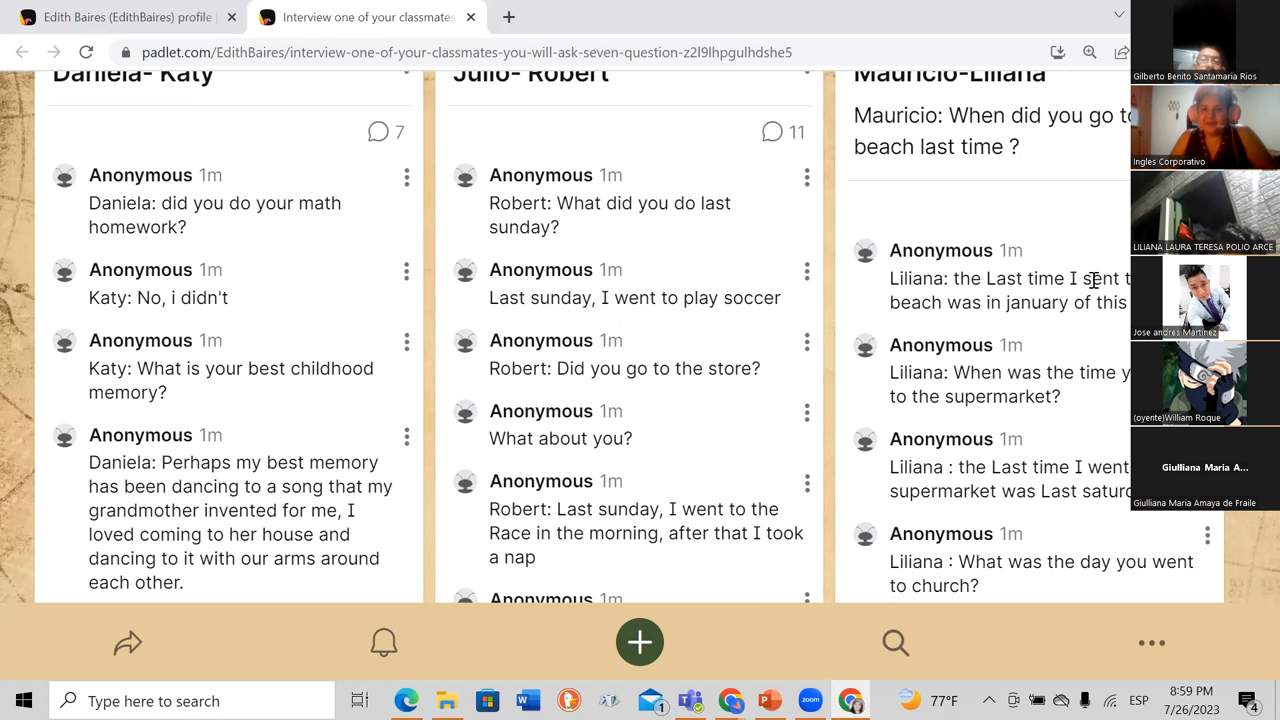 Edith Baires (EdithBaires) profile |
Interview one of your classmates
padlet.com/EdithBaires/interview-one-of-your-classmates-you-will-ask-seven-question-z2l9lhpgulhdshe5
Daniela- Katy
7
Anonymous 1m
Daniela: did you do your math
homework?
Anonymous 1m
Katy: No, i didn't
Anonymous 1m
Katy: What is your best childhood
memory?
Anonymous 1m
Daniela: Perhaps my best memory
has been dancing to a song that my
grandmother invented for me, I
loved coming to her house and
dancing to it with our arms around
each other.
Julio- Robert
11
Anonymous 1m
Robert: What did you do last
sunday?
Anonymous 1m
Last sunday, I went to play soccer
Anonymous 1m
Robert: Did you go to the store?
Anonymous 1m
What about you?
Anonymous 1m
Robert: Last sunday, I went to the
Race in the morning, after that I took
a nap
Anonymous 1m
Mauricio-Liliana
Mauricio: When did you go to
beach last time ?
Anonymous 1m
Liliana: the Last time I sent t
beach was in january of this
Anonymous 1m
Liliana: When was the time y
to the supermarket?
Anonymous 1m
Liliana : the Last time I went
supermarket was Last saturd
Anonymous 1m
Liliana : What was the day you went
to church?
Gilberto Benito Santamaria Rios
Ingles Corporativo
LILIANA LAURA TERESA POLIO ARCE
Jose andres Martinez
(oyente)William Roque
Giulliana Maria A...
Giulliana Maria Amaya de Fraile
Type here to search
1
77°F
ESP
8:59 PM
7/26/2023
4